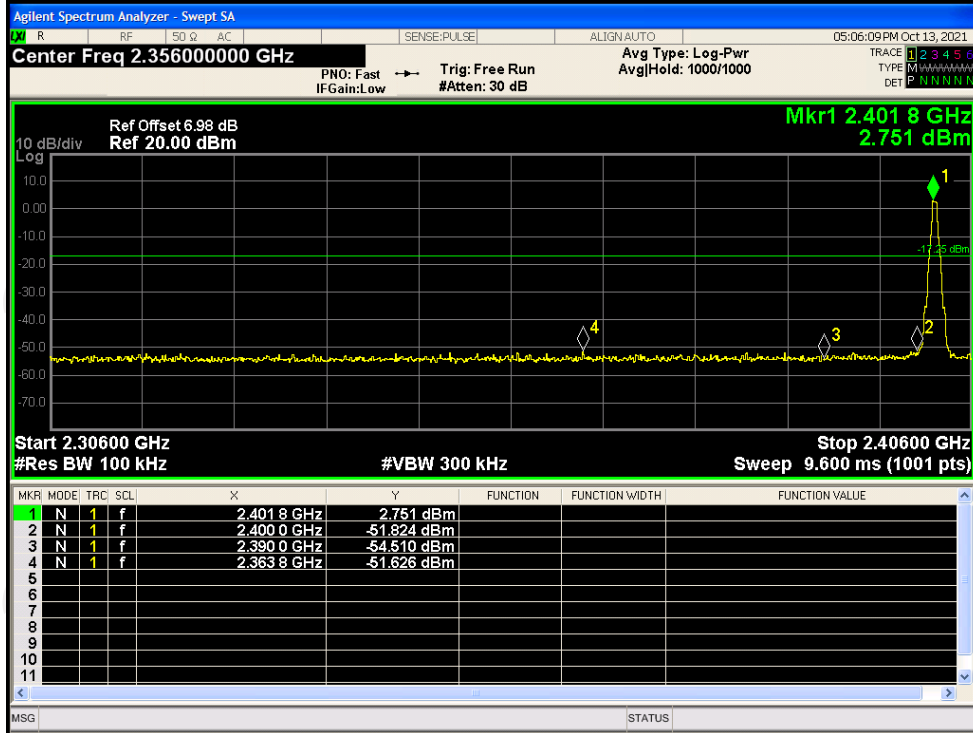 Agilent Spectrum Analyzer - Swept SA
LXI R RF 50 Ω AC SENSE:PULSE ALIGN AUTO 05:06:09 PM Oct 13, 2021
Center Freq 2.356000000 GHz Avg Type: Log-Pwr TRACE 1 2 3 4 5 6
PNO: Fast Trig: Free Run Avg|Hold: 1000/1000 TYPE M W W W W W
IFGain:Low #Atten: 30 dB DET P N N N N N
Mkr1 2.401 8 GHz
Ref Offset 6.98 dB
10 dB/div Ref 20.00 dBm 2.751 dBm
Log
10.0
1
0.00
-10.0
-17.25 dBm
-20.0
-30.0
-40.0
4 3 2
-50.0
-60.0
-70.0
Start 2.30600 GHz Stop 2.40600 GHz
#Res BW 100 kHz #VBW 300 kHz Sweep 9.600 ms (1001 pts)
MKR MODE TRC SCL X Y FUNCTION FUNCTION WIDTH FUNCTION VALUE
1 N 1 f 2.401 8 GHz 2.751 dBm
2 N 1 f 2.400 0 GHz -51.824 dBm
3 N 1 f 2.390 0 GHz -54.510 dBm
4 N 1 f 2.363 8 GHz -51.626 dBm
5
6
7
8
9
10
11
MSG STATUS